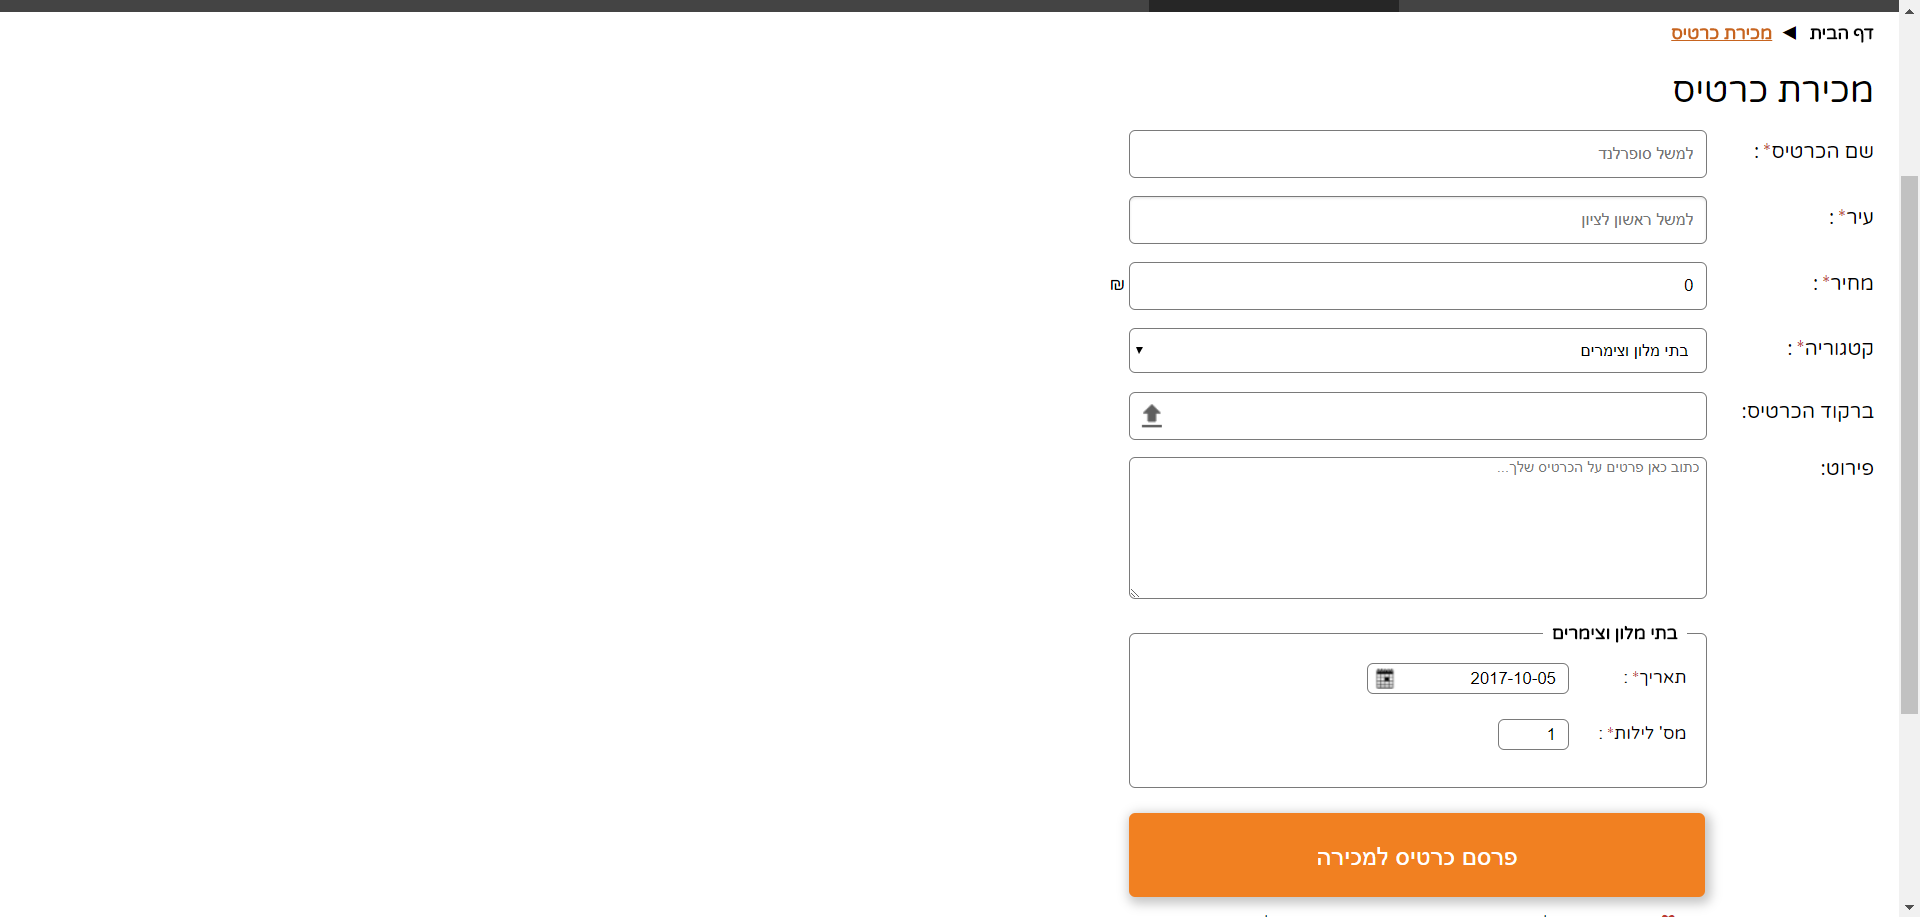 דף הבית ◄ מכירת כרטיס
מכירת כרטיס
שם הכרטיס*:
למשל סופרלנד
עיר*:
למשל ראשון לציון
מחיר*:
0
₪
קטגוריה*:
בתי מלון וצימרים
ברקוד הכרטיס:
פירוט:
כתוב כאן פרטים על הכרטיס שלך...
בתי מלון וצימרים
תאריך*:
2017-10-05
מס' לילות*:
1
פרסם כרטיס למכירה